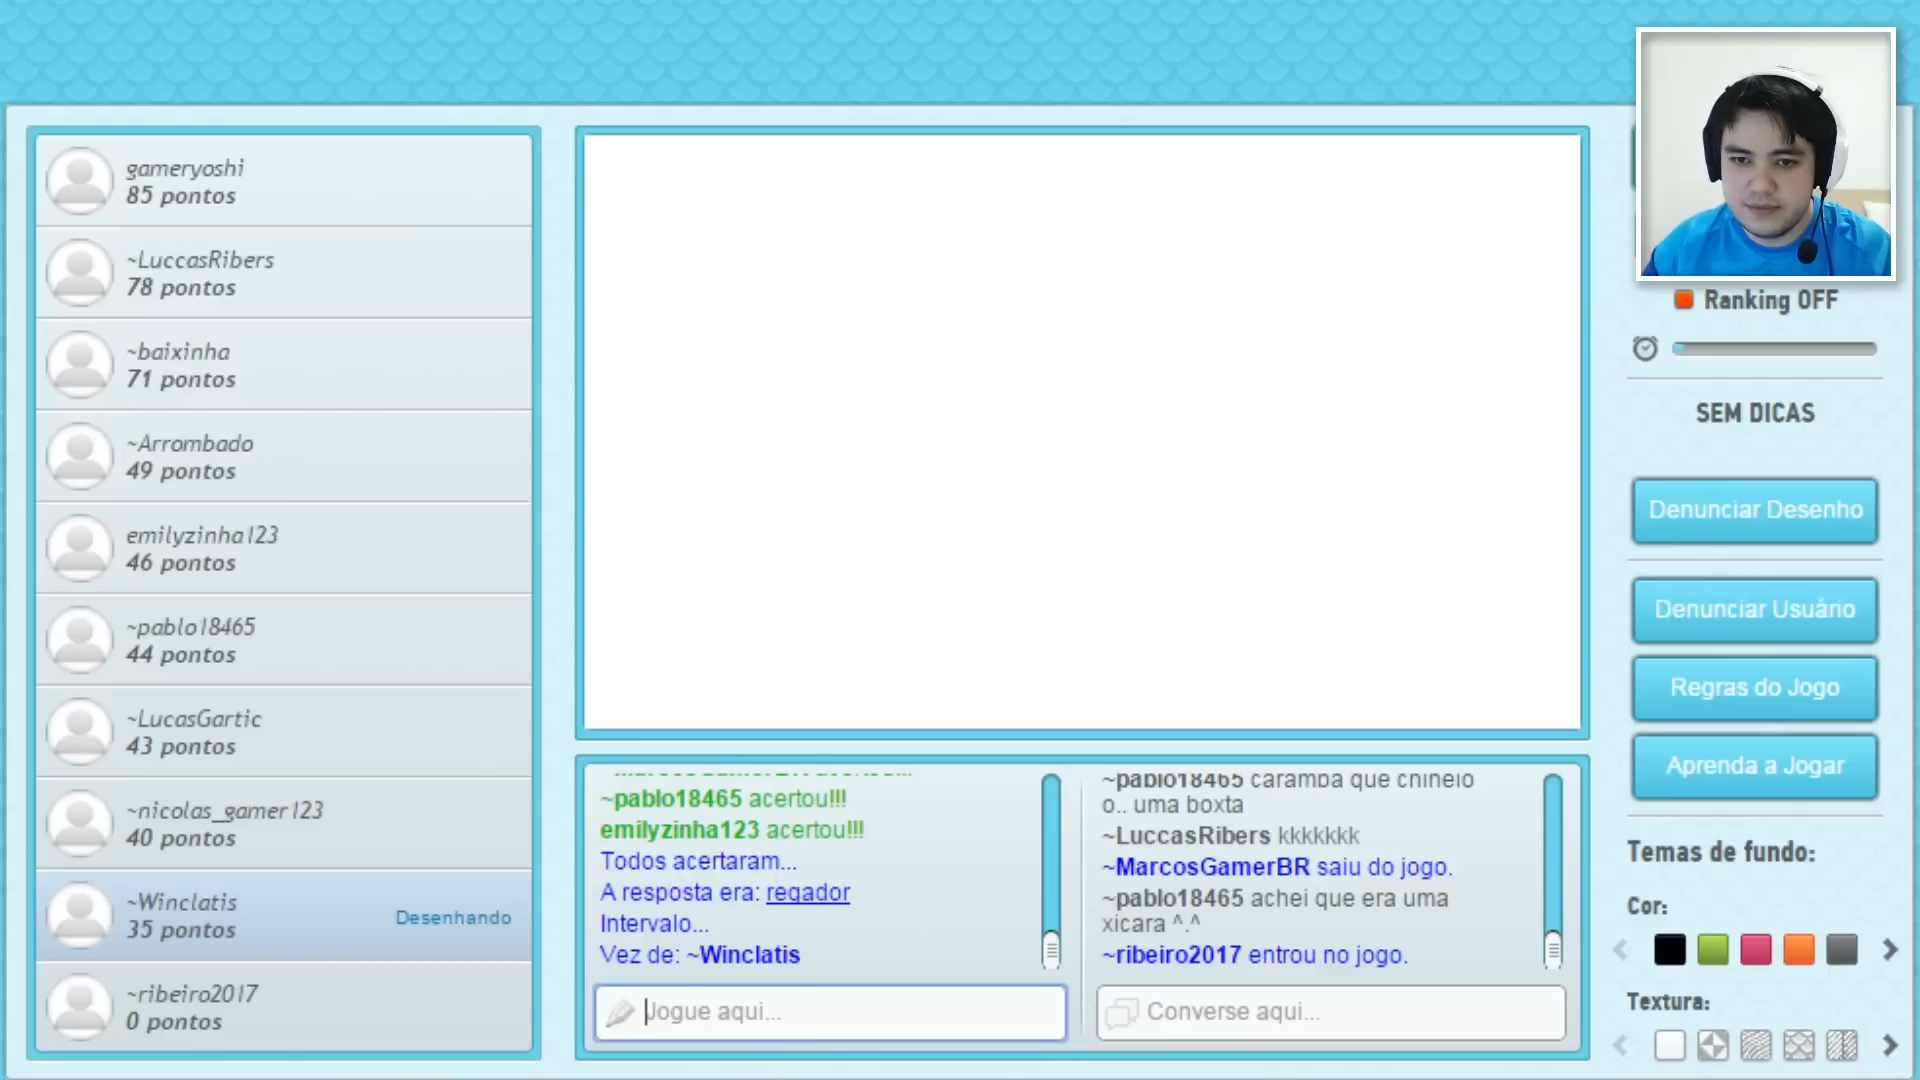 gameryoshi
85 pontos
~LuccasRibers
78 pontos
~baixinha
71 pontos
~Arrombado
49 pontos
emilyzinha123
46 pontos
~pablo18465
44 pontos
~LucasGartic
43 pontos
~nicolas_gamer123
40 pontos
~Winclatis
35 pontos
Desenhando
~ribeiro2017
0 pontos
~pablo18465 acertou!!!
emilyzinha123 acertou!!!
Todos acertaram...
A resposta era: regador
Intervalo...
Vez de: ~Winclatis
Jogue aqui...
~pablo18465 caramba que chinelo
o.. uma boxta
~LuccasRibers kkkkkkk
~MarcosGamerBR saiu do jogo.
~pablo18465 achei que era uma
xícara ^.^
~ribeiro2017 entrou no jogo.
Converse aqui...
Ranking OFF
SEM DICAS
Denunciar Desenho
Denunciar Usuário
Regras do Jogo
Aprenda a Jogar
Temas de fundo:
Cor:
Textura: